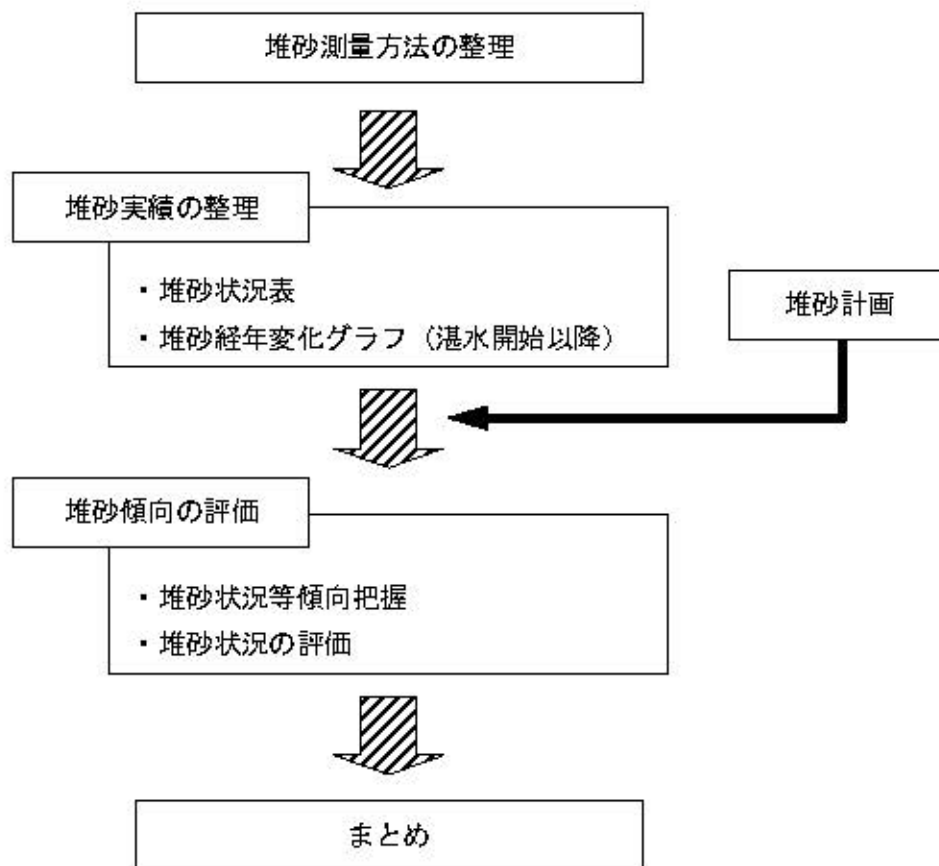 堆砂測量方法の整理
堆砂実績の整理
・堆砂状況表
・堆砂経年変化グラフ（湛水開始以降）
堆砂計画
堆砂傾向の評価
・堆砂状況等傾向把握
・堆砂状況の評価
まとめ